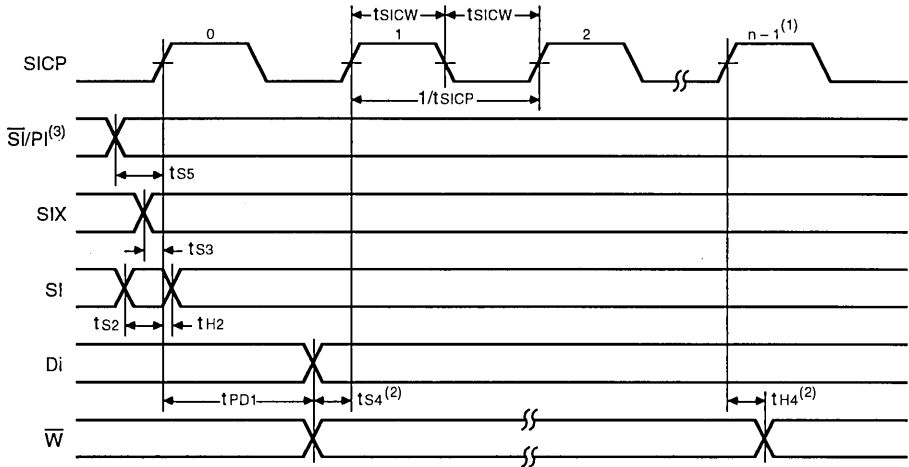 tSICW tSICW
0 1 2 n-1(1)
SICP
1/tSICP
SI/PI(3)
tS5
SIX
tS3
SI
tS2 tH2
Di
tPD1 tS4(2) tH4(2)
W